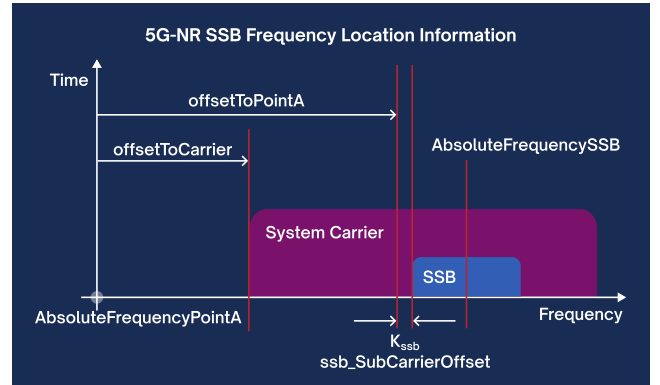 5G-NR SSB Frequency Location Information
Time
offsetToPointA
offsetToCarrier
AbsoluteFrequencySSB
System Carrier
SSB
AbsoluteFrequencyPointA
Frequency
Kssb
ssb_SubCarrierOffset